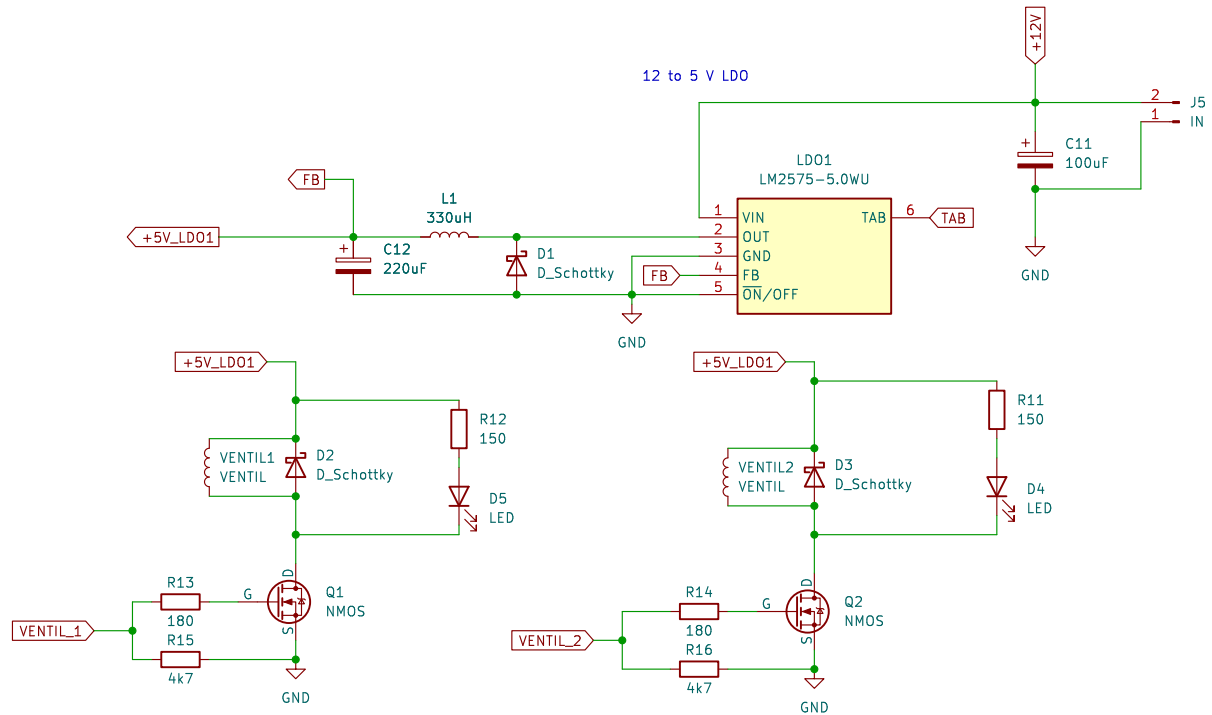 +12V
12 to 5 V LDO
2
J5
1
IN
C11
100uF
+
LDO1
LM2575-5.0WU
FB
L1
330uH
1
VIN
TAB
6
TAB
+5V_LDO1
2
OUT
+
C12
220uF
D1
D_Schottky
3
GND
FB
4
FB
5
ON/OFF
GND
GND
+5V_LDO1
+5V_LDO1
R12
150
R11
150
VENTIL1
VENTIL
D2
D_Schottky
VENTIL2
VENTIL
D3
D_Schottky
D5
LED
D4
LED
R13
180
G
D
S
Q1
NMOS
R14
180
G
D
S
Q2
NMOS
VENTIL_1
R15
4k7
VENTIL_2
R16
4k7
GND
GND